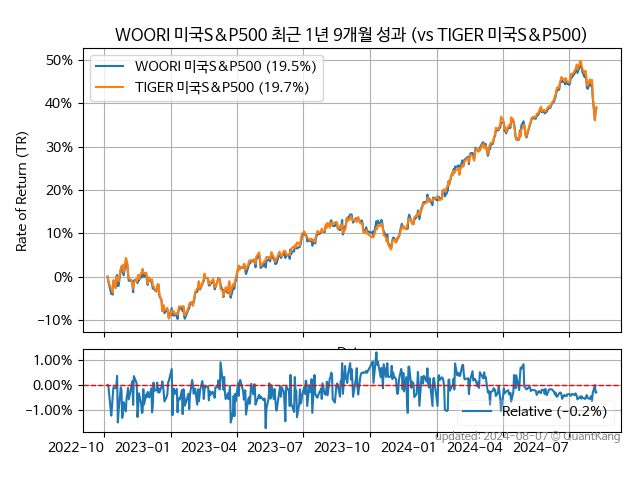 WOORI 미국S&P500 최근 1년 9개월 성과 (vs TIGER 미국S&P500)
WOORI 미국S&P500 (19.5%)
TIGER 미국S&P500 (19.7%)
Rate of Return (TR)
50%
40%
30%
20%
10%
0%
−10%
1.00%
0.00%
−1.00%
Relative (−0.2%)
2022−10 2023−01 2023−04 2023−07 2023−10 2024−01 2024−04 2024−07
updated: 2024-08-07 © QuantKang